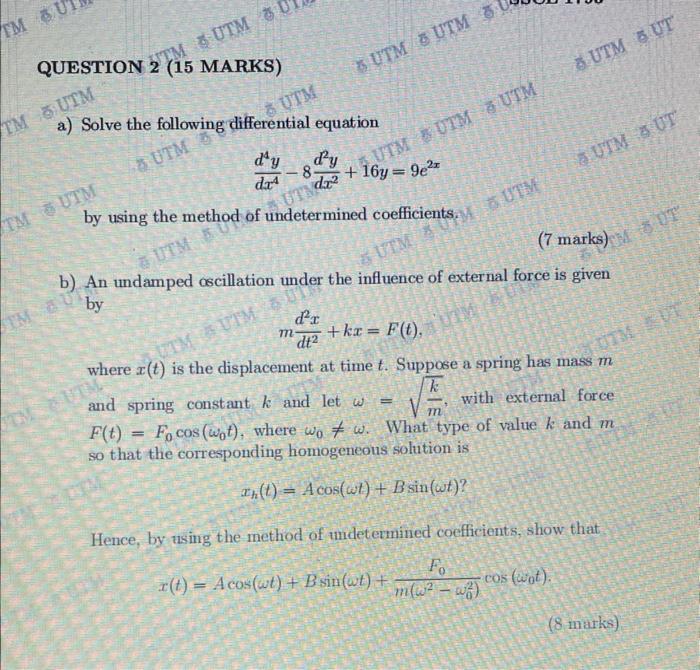 QUESTION 2 (15 MARKS)
a) Solve the following differential equation
d⁴y/dx⁴ − 8 d²y/dx² + 16y = 9e²ˣ
by using the method of undetermined coefficients.
(7 marks)
b) An undamped oscillation under the influence of external force is given
by
m d²x/dt² + kx = F(t),
where x(t) is the displacement at time t. Suppose a spring has mass m
and spring constant k and let ω = √(k/m), with external force
F(t) = F₀ cos(ω₀t), where ω₀ ≠ ω. What type of value k and m
so that the corresponding homogeneous solution is
xₕ(t) = A cos(ωt) + B sin(ωt)?
Hence, by using the method of undetermined coefficients, show that
x(t) = A cos(ωt) + B sin(ωt) + F₀/(m(ω² − ω₀²)) cos (ω₀t).
(8 marks)